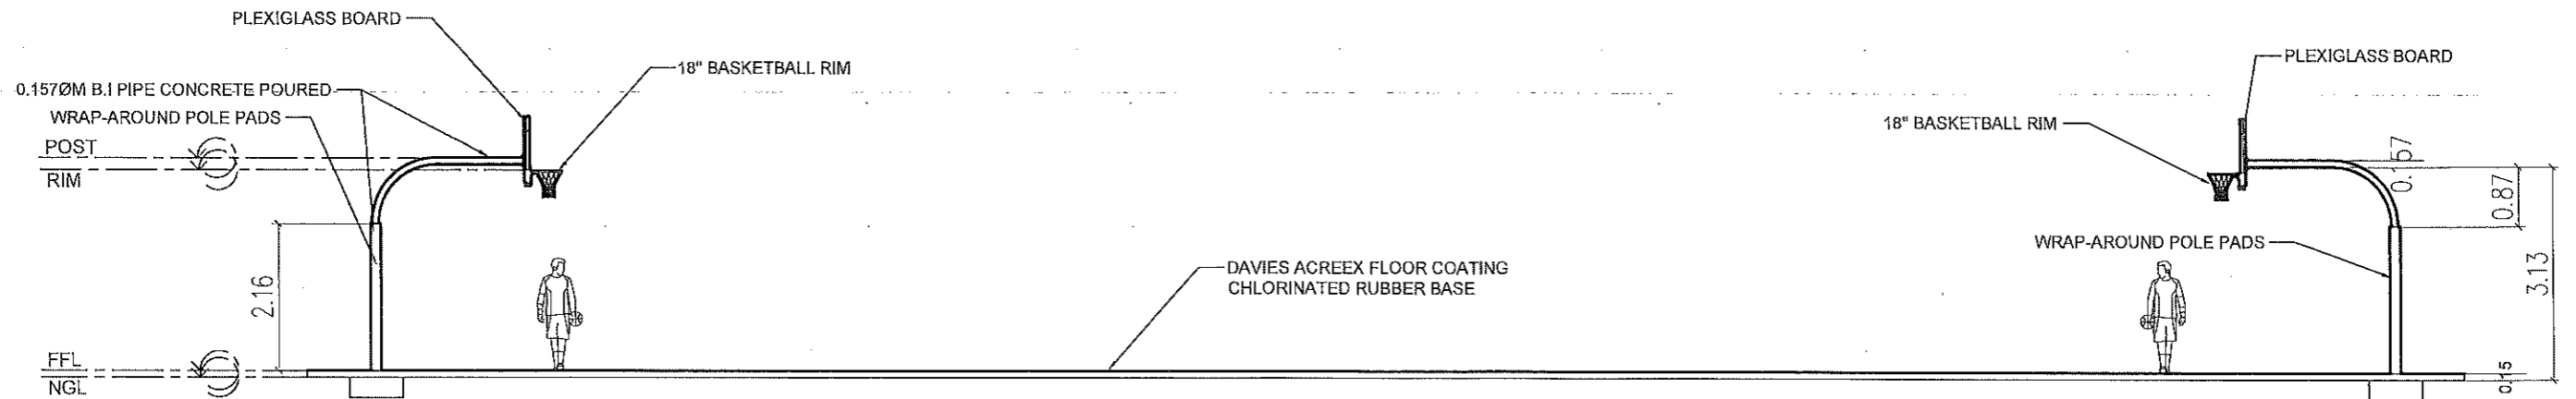 PLEXIGLASS BOARD
18" BASKETBALL RIM
0.157ØM B.I PIPE CONCRETE POURED
WRAP-AROUND POLE PADS
POST
RIM
2.16
FFL
NGL
DAVIES ACREEX FLOOR COATING
CHLORINATED RUBBER BASE
PLEXIGLASS BOARD
18" BASKETBALL RIM
0.157
0.87
WRAP-AROUND POLE PADS
3.13
0.15